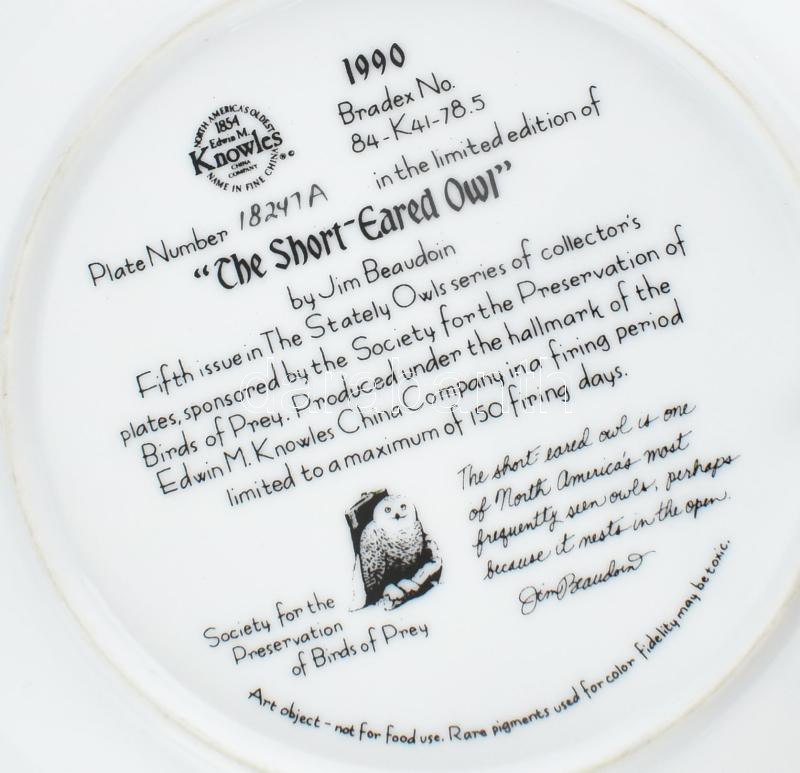 1990
Bradex No.
84-K41-78.5
NORTH AMERICA'S OLDEST
1854
Edwin M.
Knowles
CHINA
COMPANY
NAME IN FINE CHINA
®©
Plate Number 18247A in the limited edition of
"The Short-Eared Owl"
by Jim Beaudoin
Fifth issue in The Stately Owls series of collector's
plates, sponsored by the Society for the Preservation of
Birds of Prey. Produced under the hallmark of the
Edwin M. Knowles China Company in a firing period
limited to a maximum of 150 firing days.
The short-eared owl is one
of North America's most
frequently seen owls, perhaps
because it nests in the open.
Jim Beaudoin
Society for the
Preservation
of Birds of Prey
Art object - not for food use. Rare pigments used for color fidelity may be toxic.
darabanth